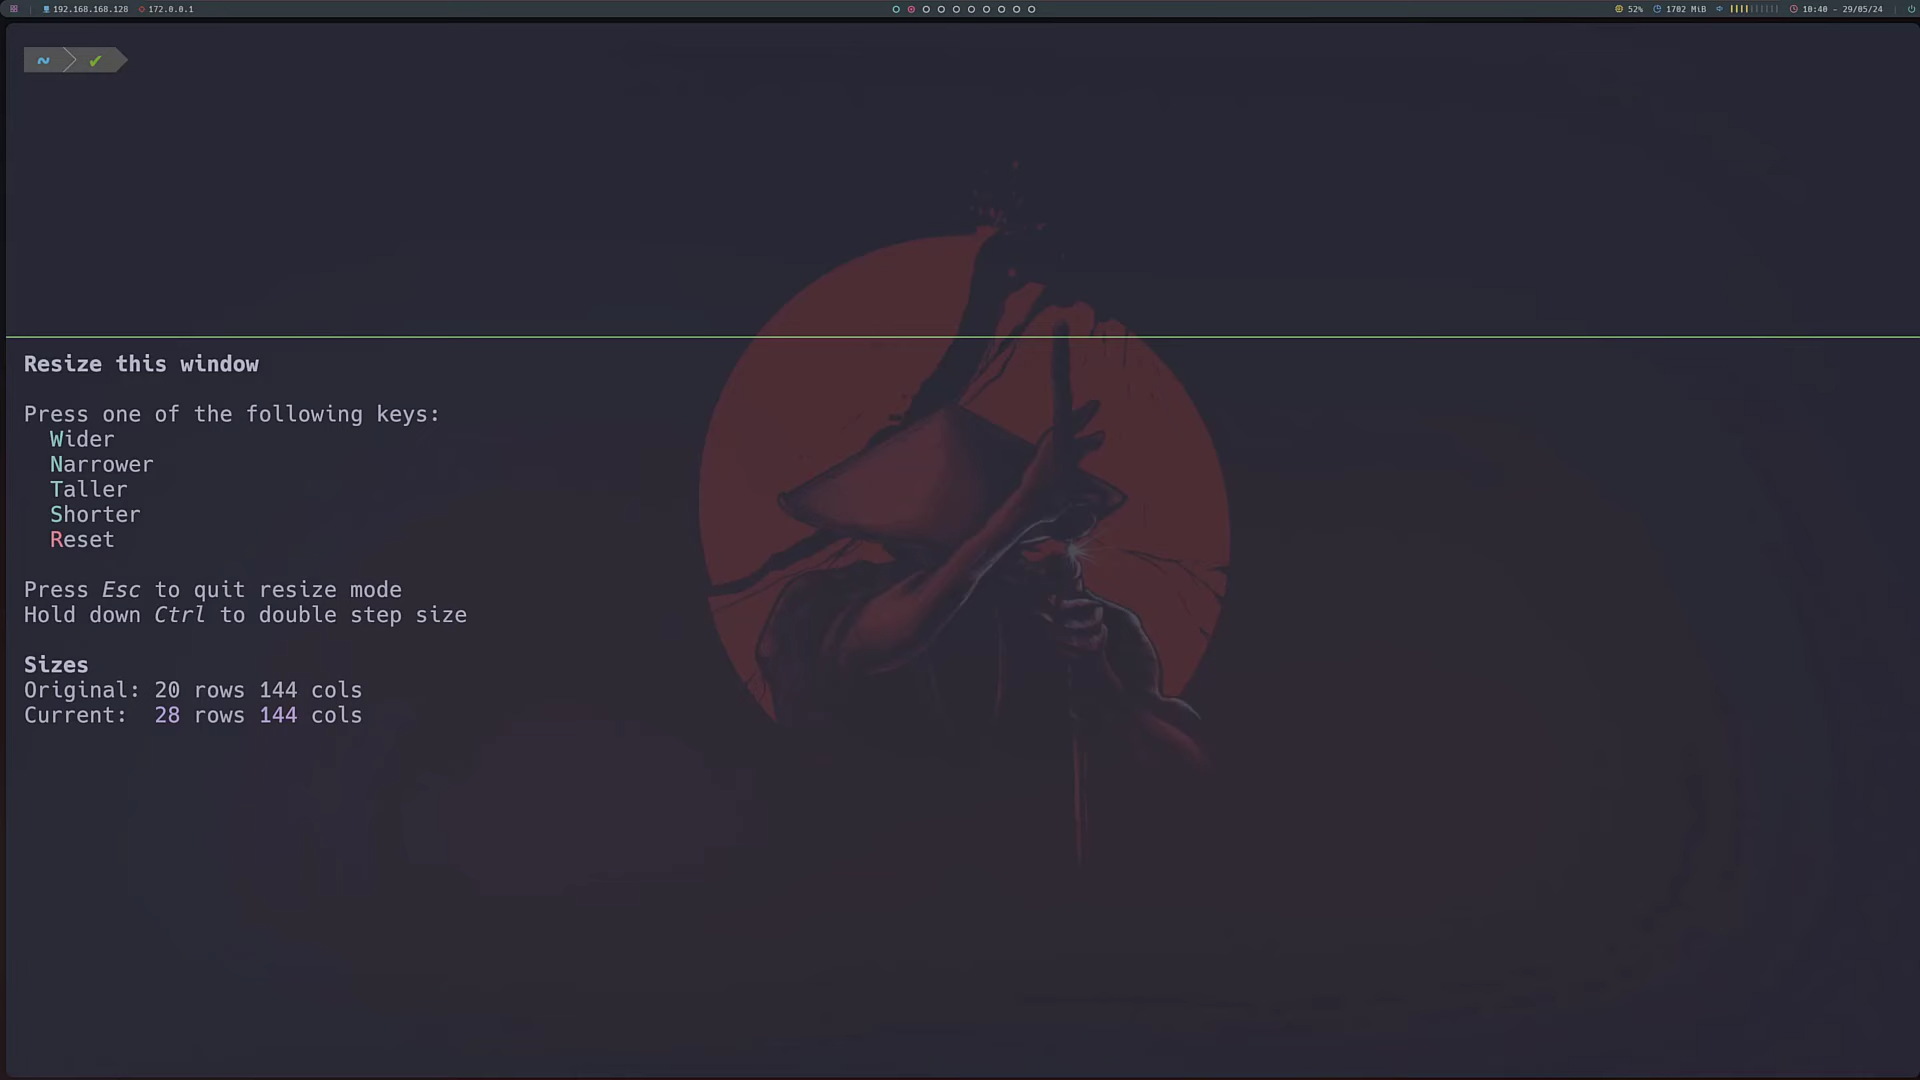 192.168.168.128 172.0.0.1 52% 1702 MiB 10:40 - 29/05/24
~ ✔
Resize this window
Press one of the following keys:
Wider
Narrower
Taller
Shorter
Reset
Press Esc to quit resize mode
Hold down Ctrl to double step size
Sizes
Original: 20 rows 144 cols
Current: 28 rows 144 cols